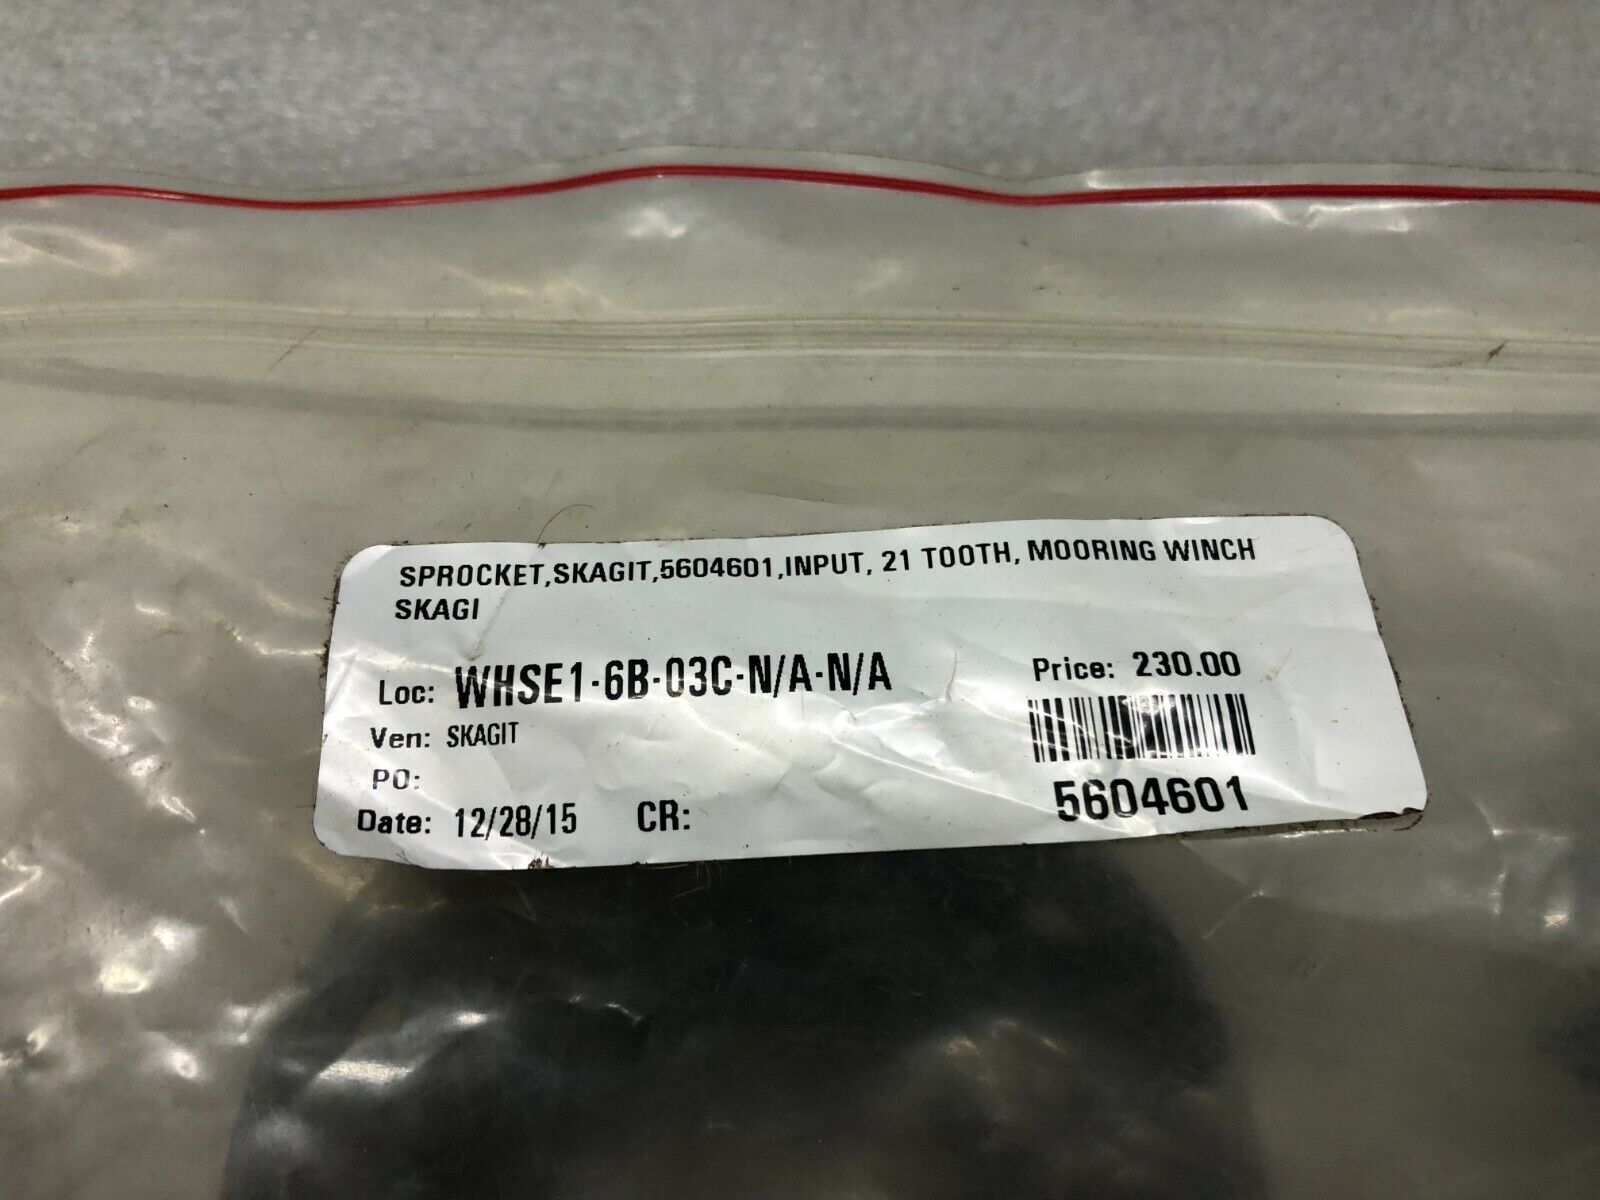 SPROCKET,SKAGIT,5604601,INPUT, 21 TOOTH, MOORING WINCH
SKAGI
Loc: WHSE1-6B-03C-N/A-N/A
Price: 230.00
Ven: SKAGIT
PO:
Date: 12/28/15 CR:
5604601